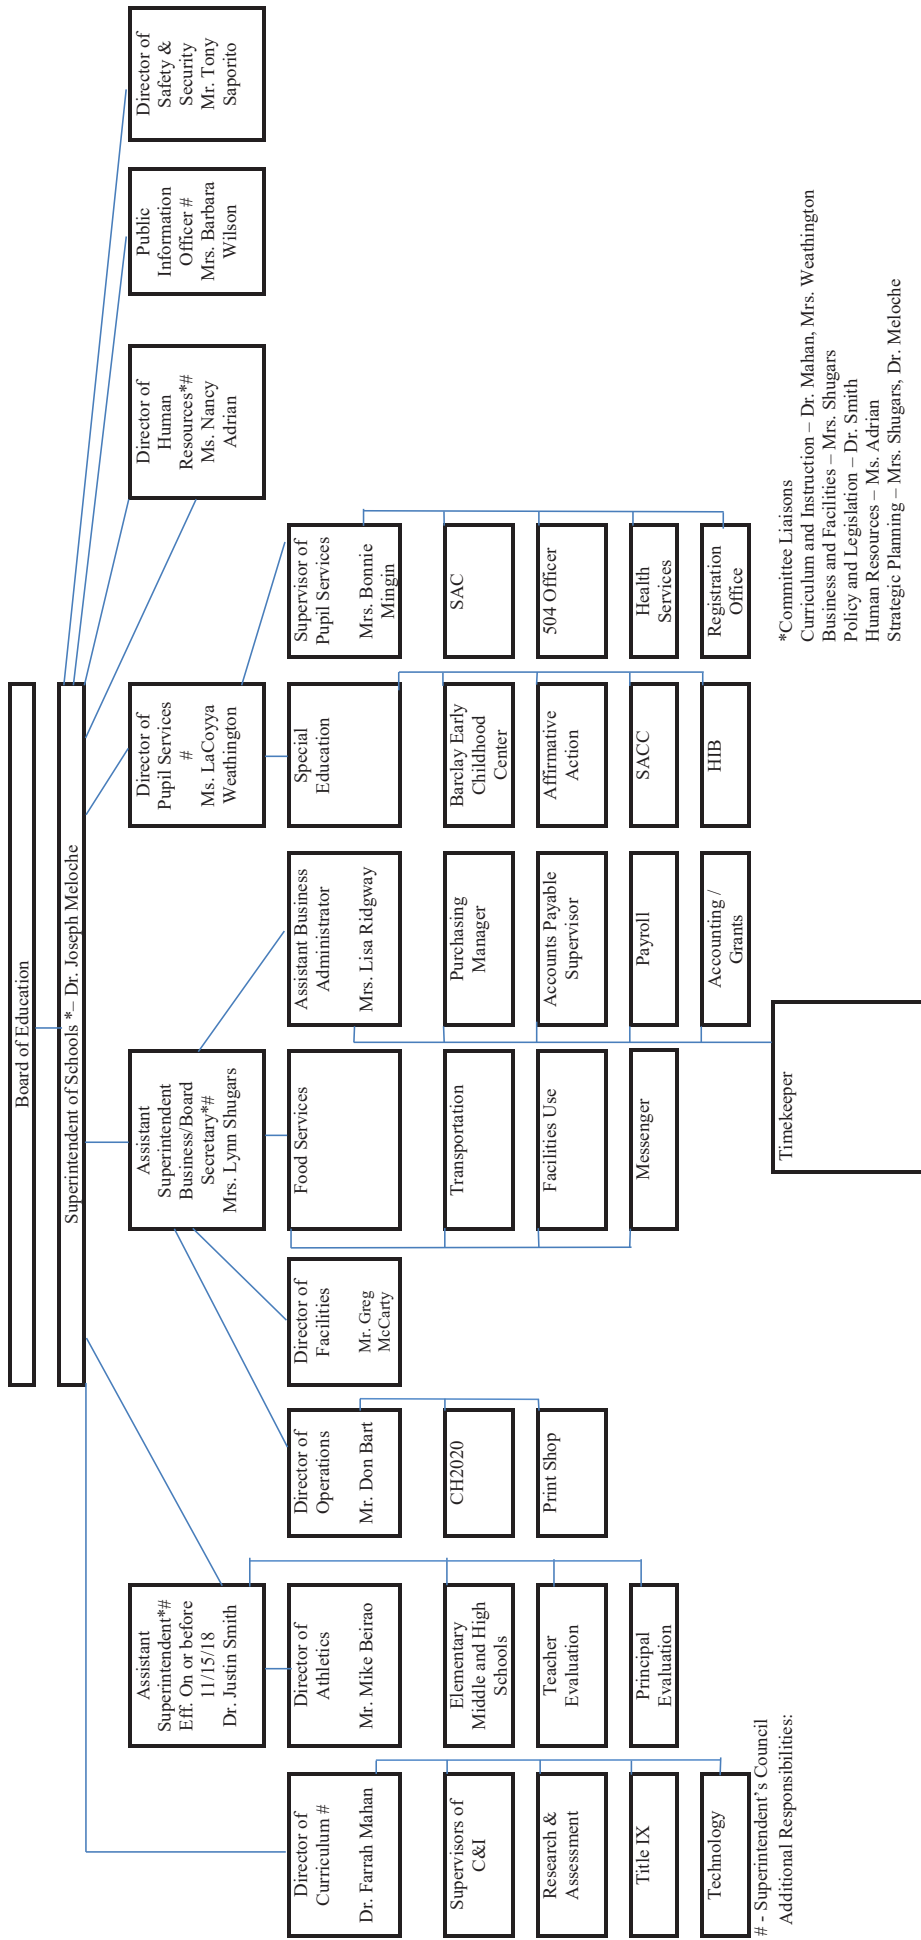 Board of Education
Superintendent of Schools *– Dr. Joseph Meloche
Assistant
Superintendent*#
Eff. On or before
11/15/18
Dr. Justin Smith
Assistant
Superintendent
Business/Board
Secretary*#
Mrs. Lynn Shugars
Director of
Pupil Services
#
Ms. LaCoyya
Weathington
Director of
Human
Resources*#
Ms. Nancy
Adrian
Public
Information
Officer #
Mrs. Barbara
Wilson
Director of
Safety &
Security
Mr. Tony
Saporito
Director of
Curriculum #
Dr. Farrah Mahan
Director of
Athletics
Mr. Mike Beirao
Director of
Operations
Mr. Don Bart
Director of
Facilities
Mr. Greg
McCarty
Food Services
Assistant Business
Administrator
Mrs. Lisa Ridgway
Special
Education
Supervisor of
Pupil Services
Mrs. Bonnie
Mingin
Supervisors of
C&I
Elementary
Middle and High
Schools
CH2020
Transportation
Purchasing
Manager
Barclay Early
Childhood
Center
SAC
Research &
Assessment
Teacher
Evaluation
Print Shop
Facilities Use
Accounts Payable
Supervisor
Affirmative
Action
504 Officer
Title IX
Principal
Evaluation
Messenger
Payroll
SACC
Health
Services
Technology
Accounting /
Grants
HIB
Registration
Office
# - Superintendent's Council
Additional Responsibilities:
Timekeeper
*Committee Liaisons
Curriculum and Instruction – Dr. Mahan, Mrs. Weathington
Business and Facilities – Mrs. Shugars
Policy and Legislation – Dr. Smith
Human Resources – Ms. Adrian
Strategic Planning – Mrs. Shugars, Dr. Meloche